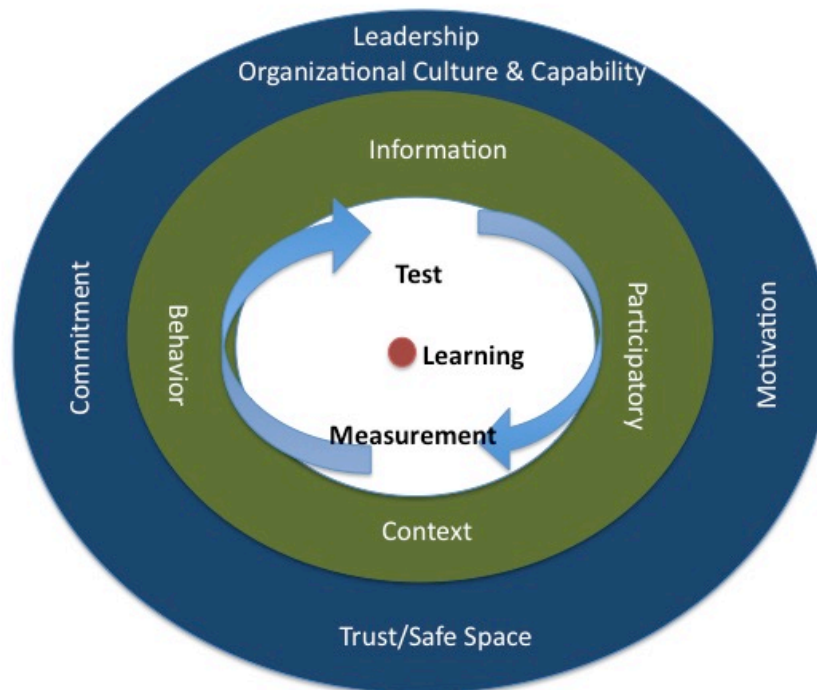 Leadership
Organizational Culture & Capability
Information
Test
Commitment
Behavior
Learning
Participatory
Motivation
Measurement
Context
Trust/Safe Space